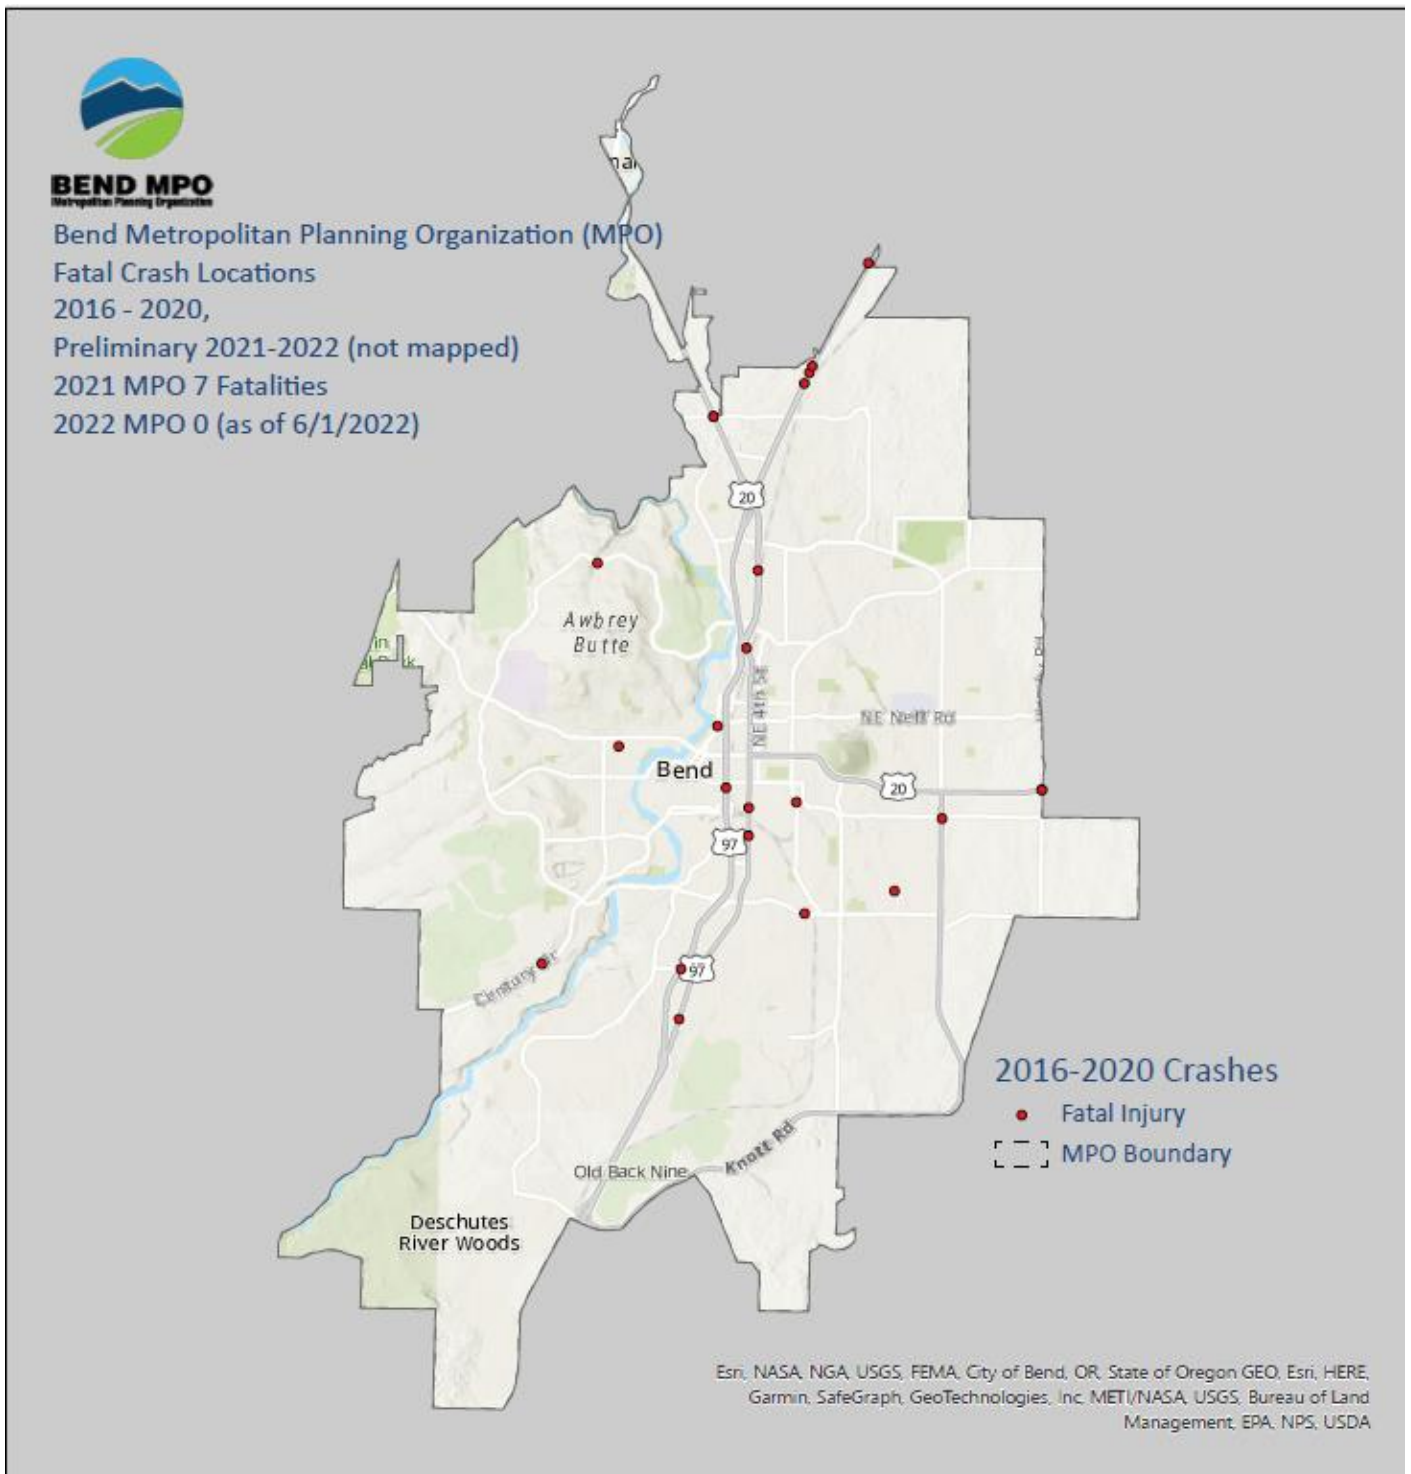 BEND MPO
Metropolitan Planning Organization
Bend Metropolitan Planning Organization (MPO)
Fatal Crash Locations
2016 - 2020,
Preliminary 2021-2022 (not mapped)
2021 MPO 7 Fatalities
2022 MPO 0 (as of 6/1/2022)
20
Awbrey
Butte
NE 4th St
NE Neff Rd
Bend
20
97
97
Century Dr
2016-2020 Crashes
Fatal Injury
MPO Boundary
Knott Rd
Old Back Nine
Deschutes
River Woods
Esri, NASA, NGA, USGS, FEMA, City of Bend, OR, State of Oregon GEO, Esri, HERE,
Garmin, SafeGraph, GeoTechnologies, Inc, METI/NASA, USGS, Bureau of Land
Management, EPA, NPS, USDA